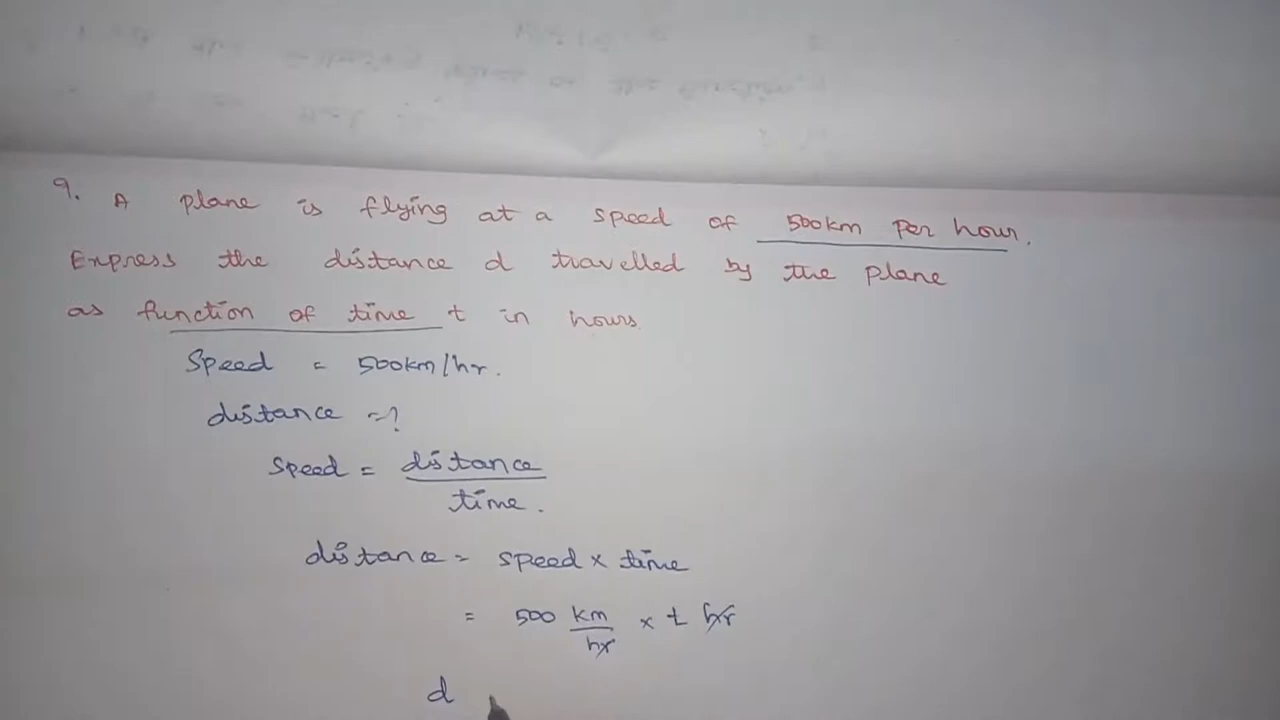 9. A plane is flying at a speed of 500km per hour.
Express the distance d travelled by the plane
as function of time t in hours.
Speed = 500km/hr.
distance = ?
Speed = distance
time.
distance = speed × time
= 500 km/hr × t hr
d